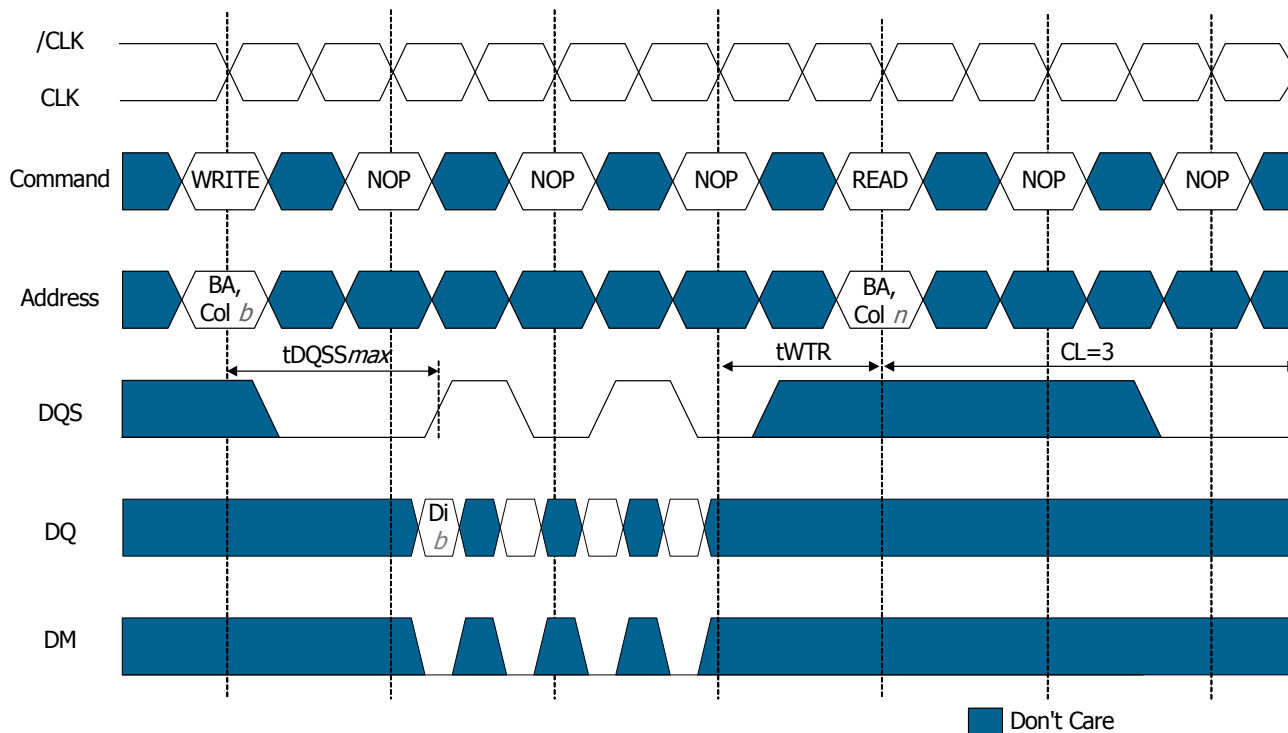 /CLK
CLK
Command
WRITE NOP NOP NOP READ NOP NOP
Address
BA,
Col b
BA,
Col n
tDQSSmax
tWTR
CL=3
DQS
DQ
Di
b
DM
Don't Care